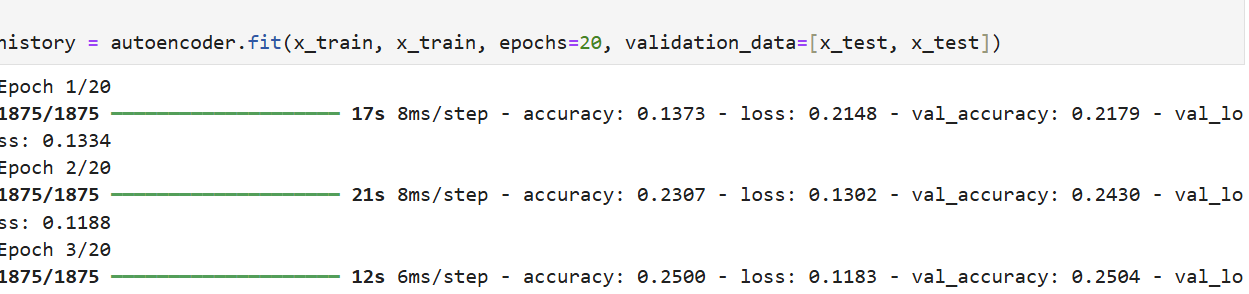 history = autoencoder.fit(x_train, x_train, epochs=20, validation_data=[x_test, x_test])
Epoch 1/20
1875/1875 ━━━━━━━━━━━━━━━━━━━━ 17s 8ms/step - accuracy: 0.1373 - loss: 0.2148 - val_accuracy: 0.2179 - val_lo
ss: 0.1334
Epoch 2/20
1875/1875 ━━━━━━━━━━━━━━━━━━━━ 21s 8ms/step - accuracy: 0.2307 - loss: 0.1302 - val_accuracy: 0.2430 - val_lo
ss: 0.1188
Epoch 3/20
1875/1875 ━━━━━━━━━━━━━━━━━━━━ 12s 6ms/step - accuracy: 0.2500 - loss: 0.1183 - val_accuracy: 0.2504 - val_lo